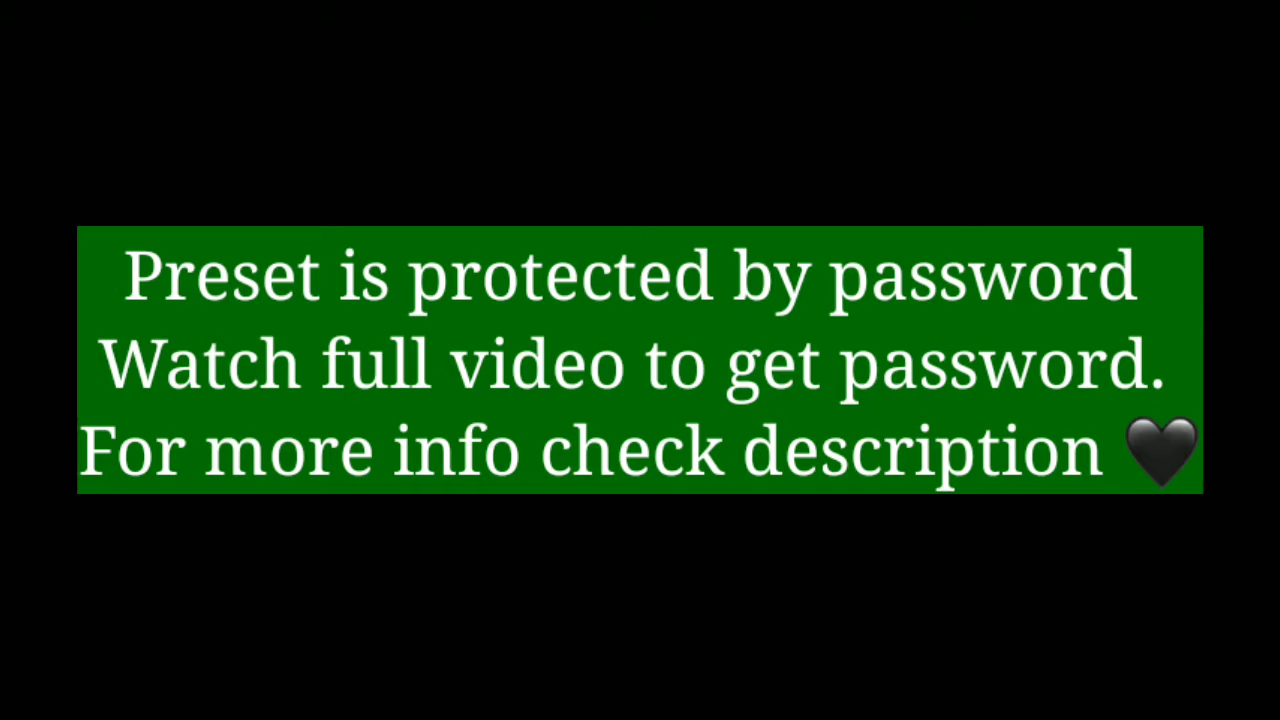 Preset is protected by password
Watch full video to get password.
For more info check description 🖤